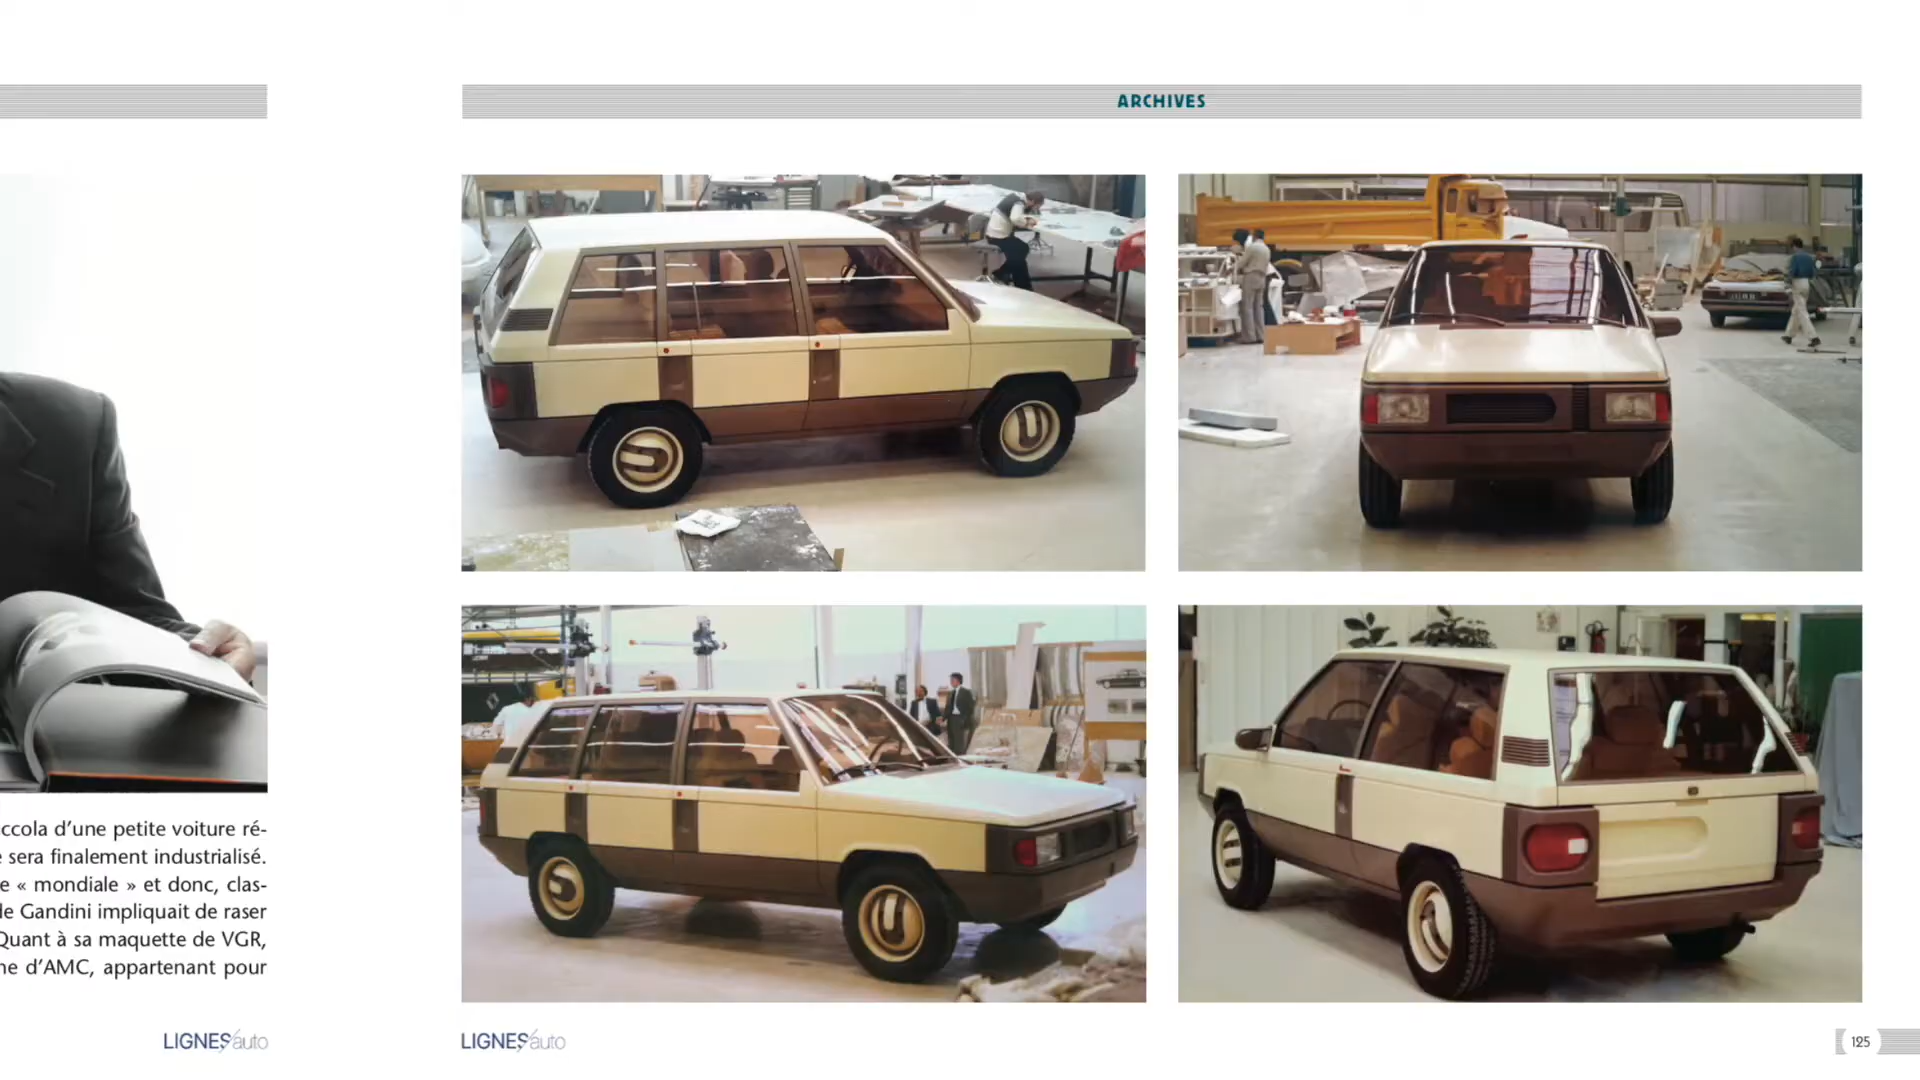 ARCHIVES
ccola d'une petite voiture ré-
sera finalement industrialisé.
e « mondiale » et donc, clas-
de Gandini impliquait de raser
Quant à sa maquette de VGR,
ne d'AMC, appartenant pour
LIGNES/auto
LIGNES/auto
125